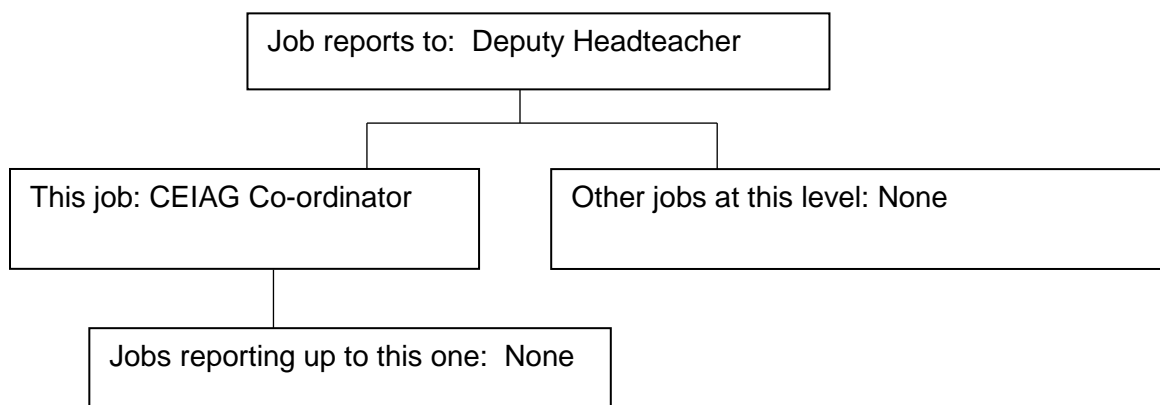 Job reports to:  Deputy Headteacher
This job: CEIAG Co-ordinator
Other jobs at this level: None
Jobs reporting up to this one:  None